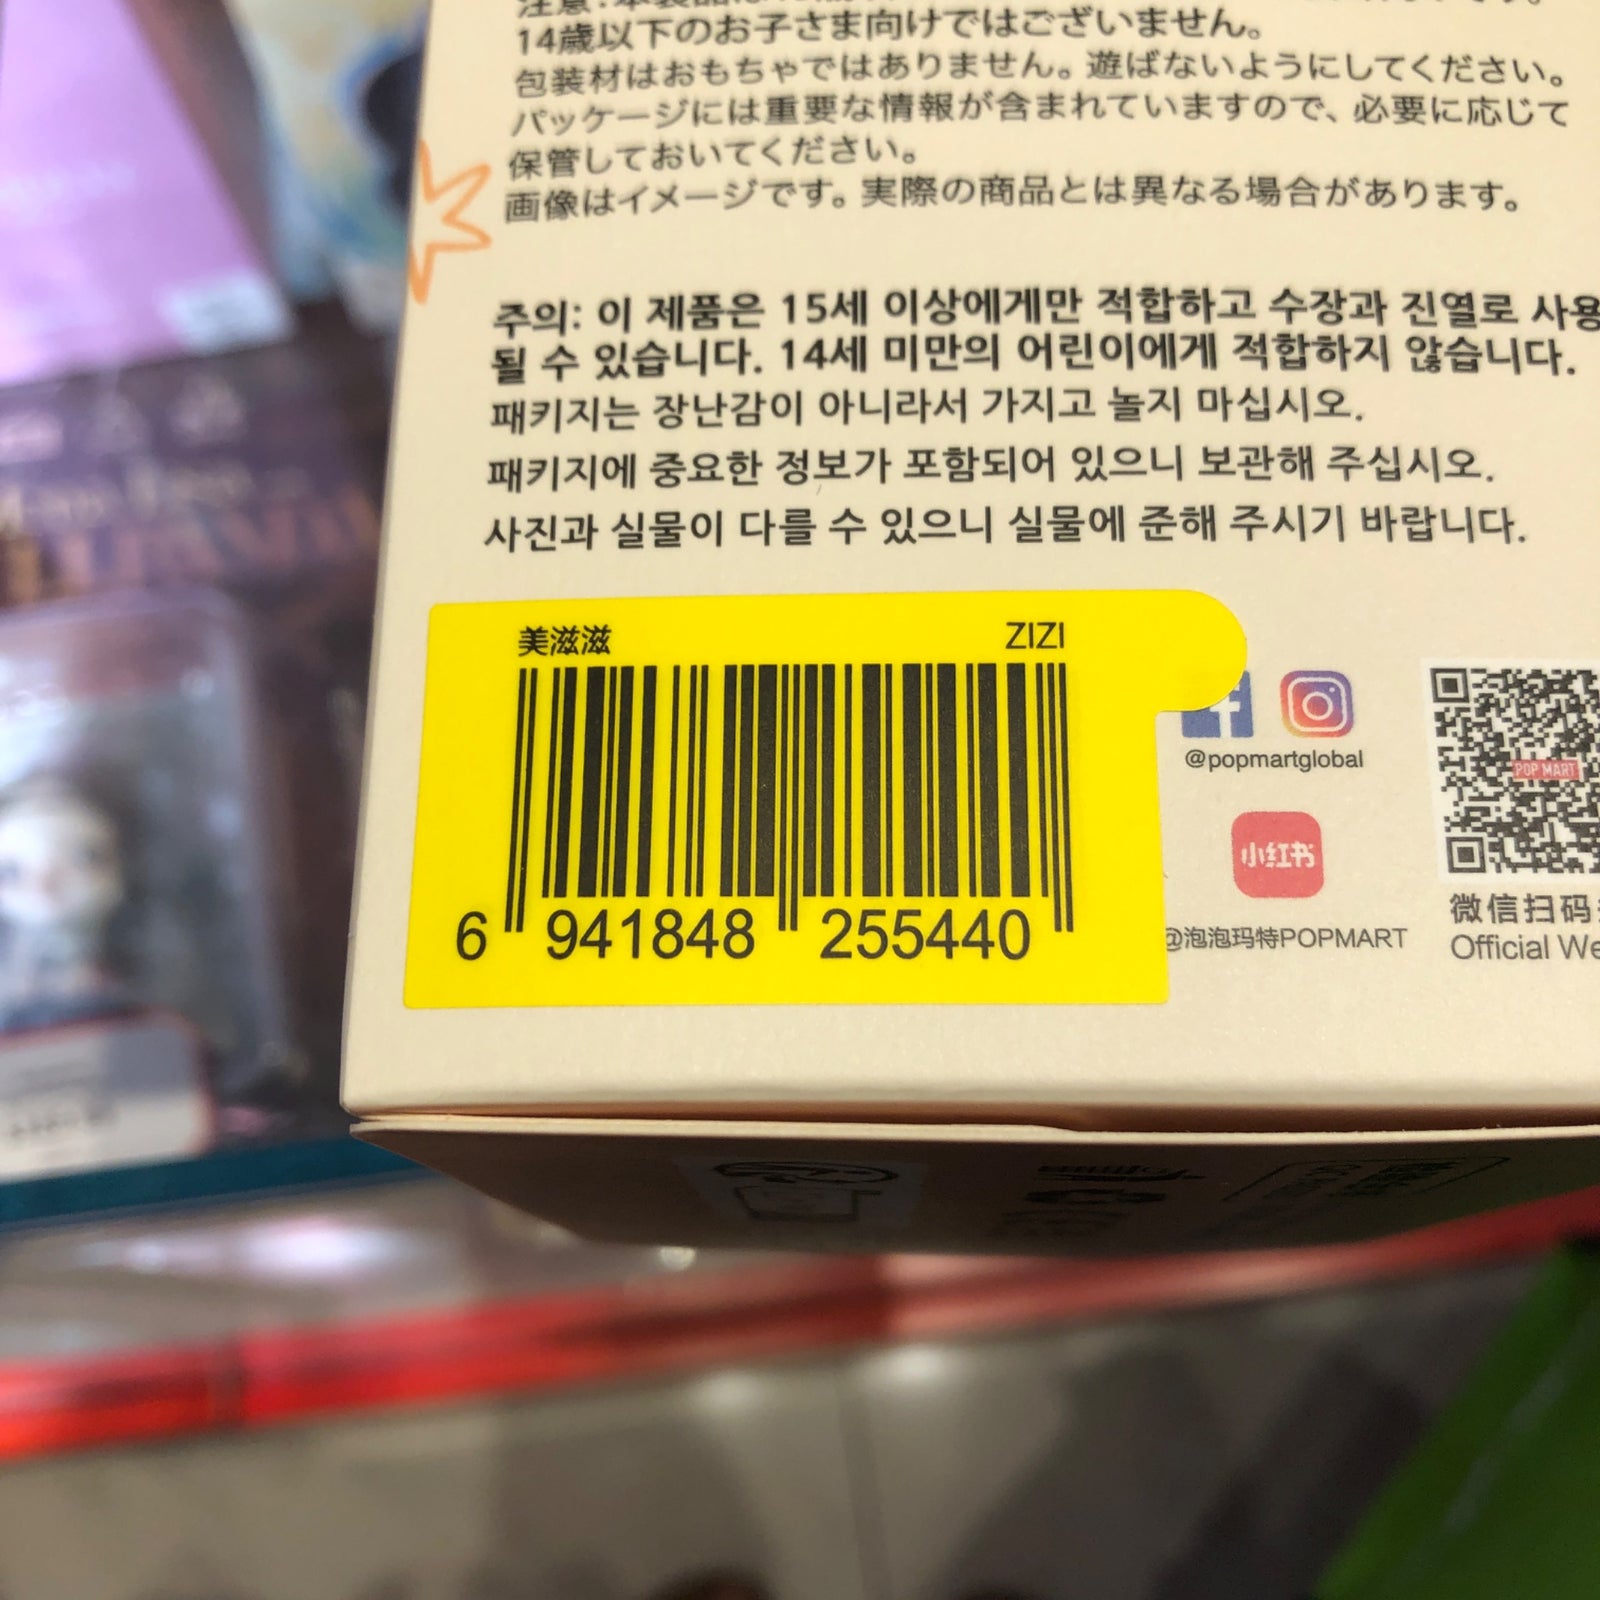 14歳以下のお子さま向けではございません。
包装材はおもちゃではありません。遊ばないようにしてください。
パッケージには重要な情報が含まれていますので、必要に応じて
保管しておいてください。
画像はイメージです。実際の商品とは異なる場合があります。
주의: 이 제품은 15세 이상에게만 적합하고 수장과 진열로 사용
될 수 있습니다. 14세 미만의 어린이에게 적합하지 않습니다.
패키지는 장난감이 아니라서 가지고 놀지 마십시오.
패키지에 중요한 정보가 포함되어 있으니 보관해 주십시오.
사진과 실물이 다를 수 있으니 실물에 준해 주시기 바랍니다.
美滋滋 ZIZI
6 941848 255440
@popmartglobal
POP MART
小红书
@泡泡玛特POPMART
微信扫码
Official